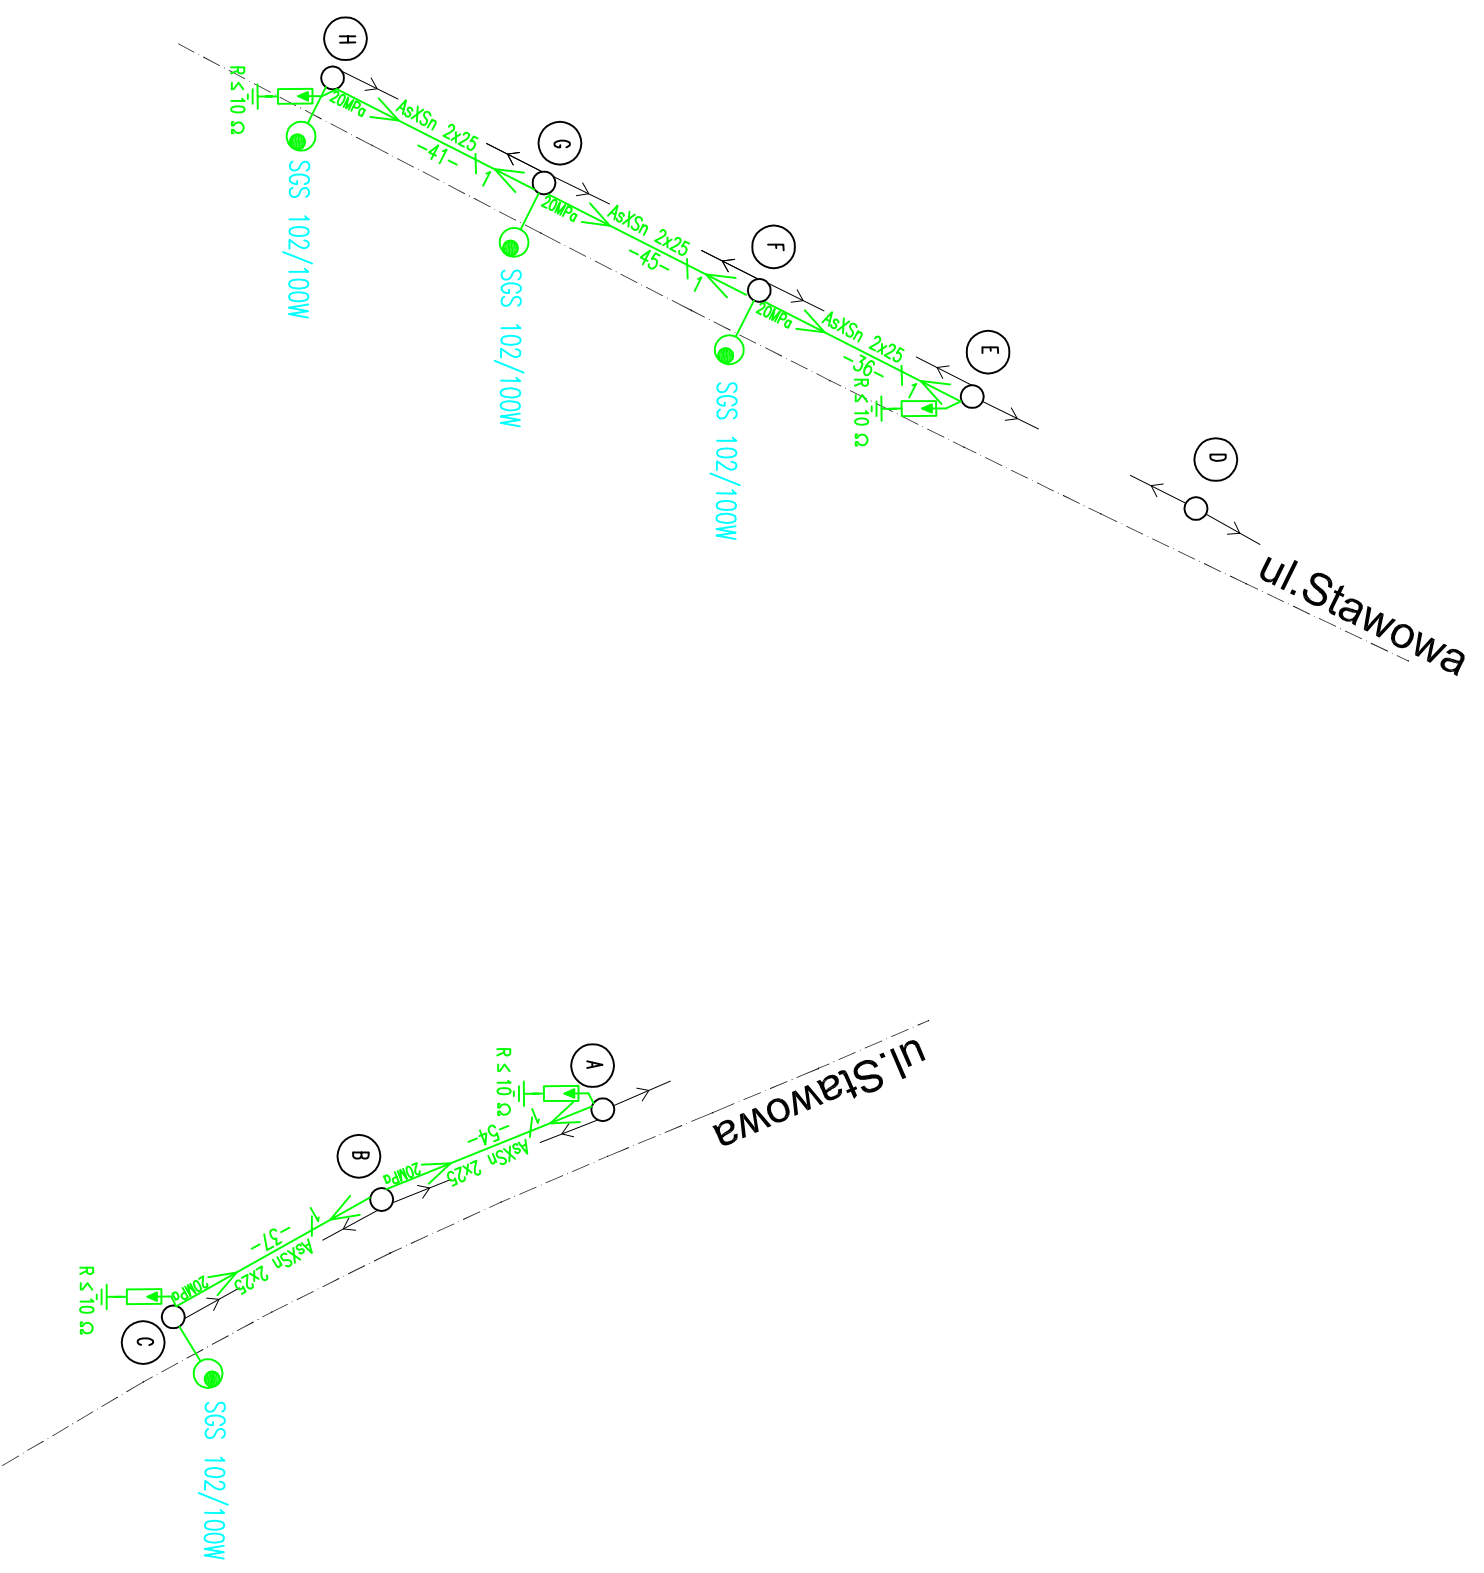 H
R ≤ 10 Ω
20MPa
AsXSn 2x25
-41-
1
SGS 102/100W
G
20MPa
AsXSn 2x25
-45-
1
SGS 102/100W
F
20MPa
AsXSn 2x25
-36-
1
SGS 102/100W
E
R ≤ 10 Ω
D
ul.Stawowa
ul.Stawowa
A
R ≤ 10 Ω
1
-54-
AsXSn 2x25
20MPa
B
1
-37-
AsXSn 2x25
20MPa
R ≤ 10 Ω
C
SGS 102/100W